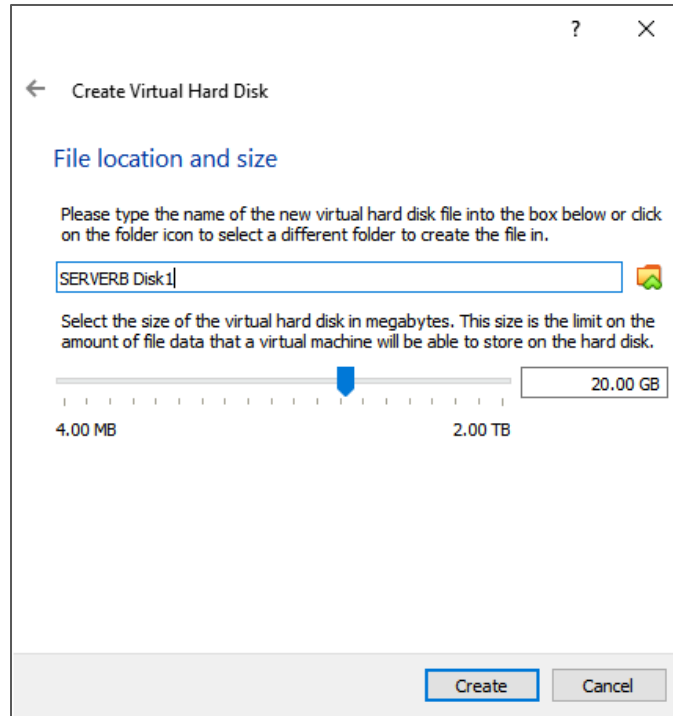 ?
Create Virtual Hard Disk
File location and size
Please type the name of the new virtual hard disk file into the box below or click
on the folder icon to select a different folder to create the file in.
SERVERB Disk1
Select the size of the virtual hard disk in megabytes. This size is the limit on the
amount of file data that a virtual machine will be able to store on the hard disk.
20.00 GB
4.00 MB 2.00 TB
Create Cancel